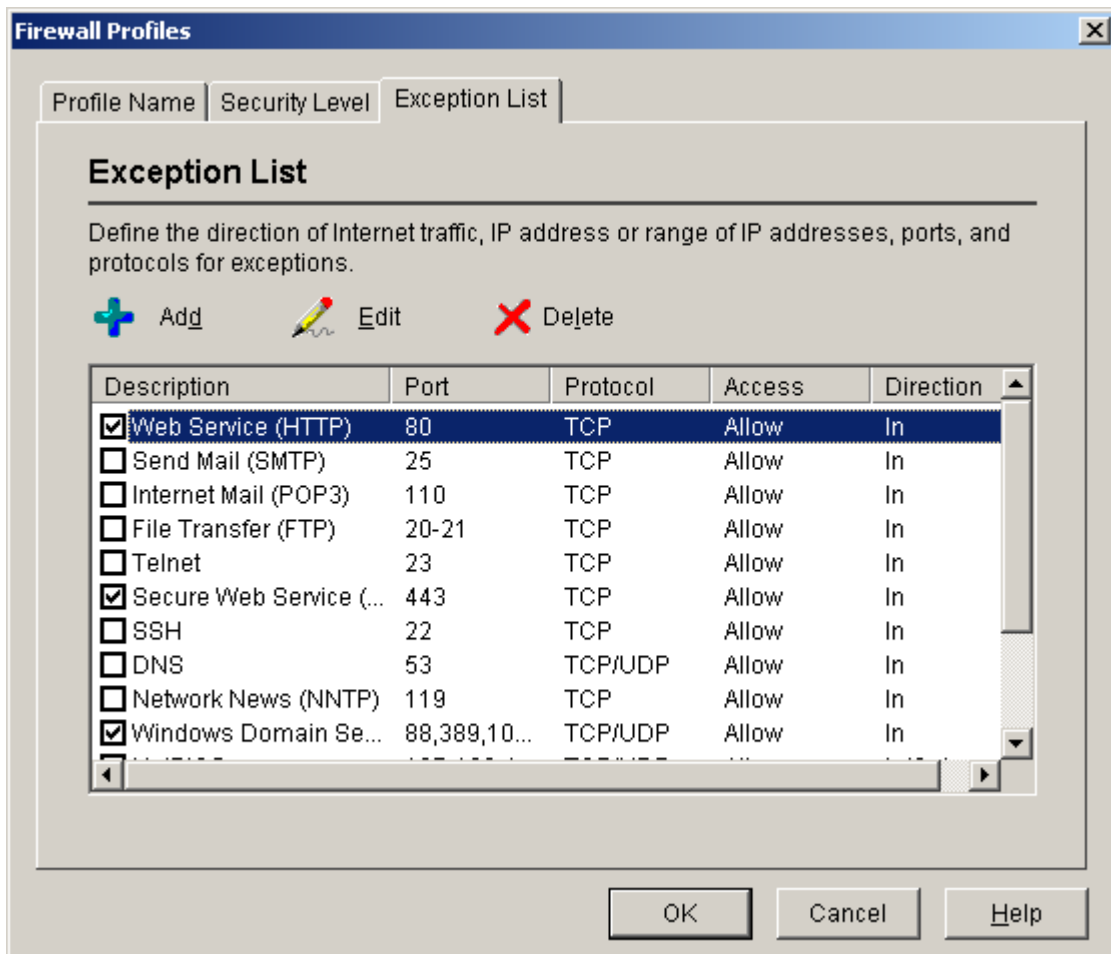 Firewall Profiles
Profile Name Security Level Exception List
Exception List
Define the direction of Internet traffic, IP address or range of IP addresses, ports, and
protocols for exceptions.
Add Edit Delete
Description Port Protocol Access Direction
Web Service (HTTP) 80 TCP Allow In
Send Mail (SMTP) 25 TCP Allow In
Internet Mail (POP3) 110 TCP Allow In
File Transfer (FTP) 20-21 TCP Allow In
Telnet 23 TCP Allow In
Secure Web Service (... 443 TCP Allow In
SSH 22 TCP Allow In
DNS 53 TCP/UDP Allow In
Network News (NNTP) 119 TCP Allow In
Windows Domain Se... 88,389,10... TCP/UDP Allow In
OK Cancel Help